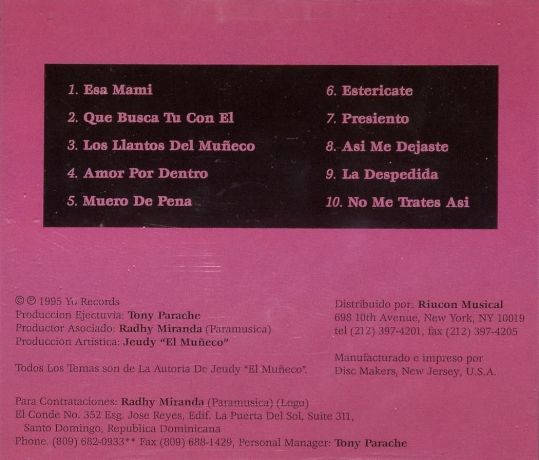 1. Esa Mami
2. Que Busca Tu Con El
3. Los Llantos Del Muñeco
4. Amor Por Dentro
5. Muero De Pena
6. Estericate
7. Presiento
8. Asi Me Dejaste
9. La Despedida
10. No Me Trates Asi
© ℗ 1995 Yu Records
Produccion Ejectuvia: Tony Parache
Productor Asociado: Radhy Miranda (Paramusica)
Produccion Artistica: Jeudy "El Muñeco"
Todos Los Temas son de La Autoria De Jeudy "El Muñeco".
Para Contrataciones: Radhy Miranda (Paramusica) (Logo)
El Conde No. 352 Esg. Jose Reyes, Edif. La Puerta Del Sol, Suite 311,
Santo Domingo, Republica Dominicana
Phone. (809) 682-0933** Fax (809) 688-1429, Personal Manager: Tony Parache
Distribuido por: Riucon Musical
698 10th Avenue, New York, NY 10019
tel (212) 397-4201, fax (212) 397-4205
Manufacturado e impreso por
Disc Makers, New Jersey, U.S.A.